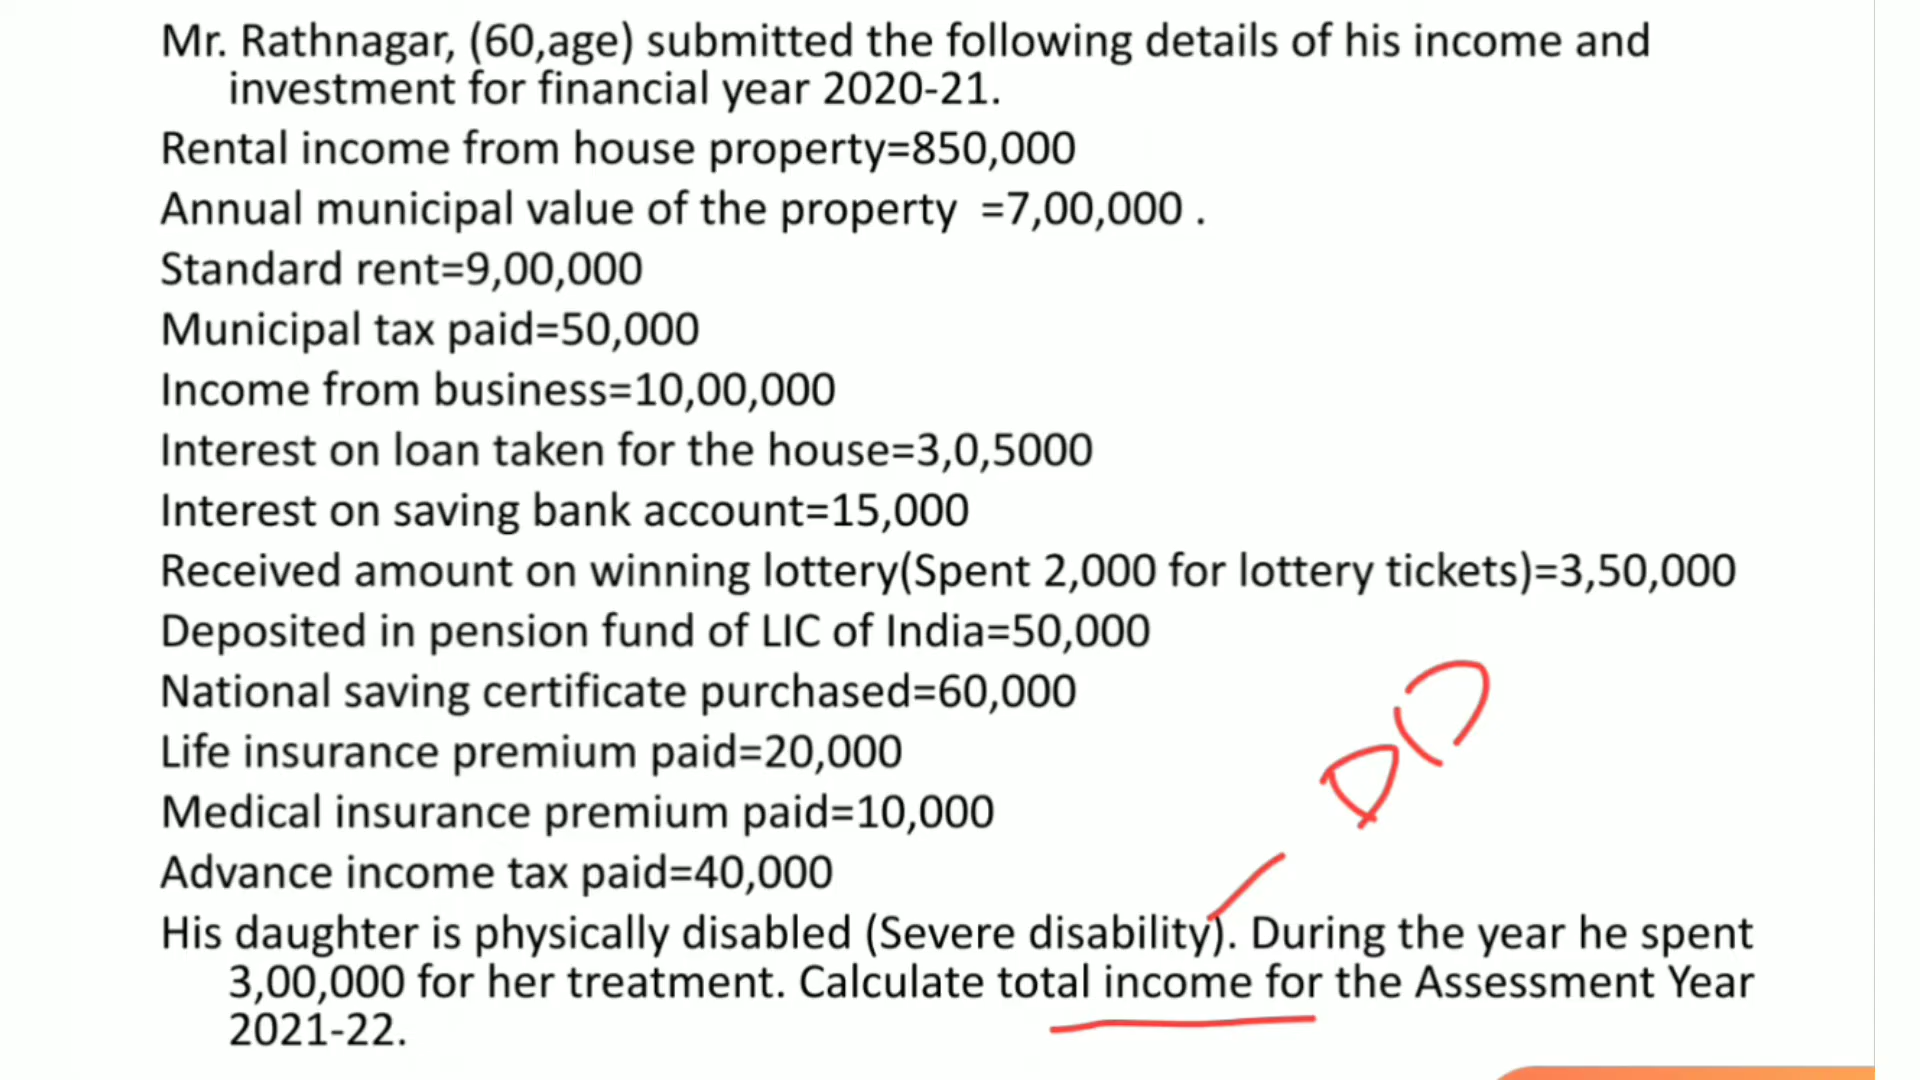 Mr. Rathnagar, (60,age) submitted the following details of his income and
investment for financial year 2020-21.
Rental income from house property=850,000
Annual municipal value of the property =7,00,000 .
Standard rent=9,00,000
Municipal tax paid=50,000
Income from business=10,00,000
Interest on loan taken for the house=3,0,5000
Interest on saving bank account=15,000
Received amount on winning lottery(Spent 2,000 for lottery tickets)=3,50,000
Deposited in pension fund of LIC of India=50,000
National saving certificate purchased=60,000
Life insurance premium paid=20,000
Medical insurance premium paid=10,000
Advance income tax paid=40,000
His daughter is physically disabled (Severe disability). During the year he spent
3,00,000 for her treatment. Calculate total income for the Assessment Year
2021-22.